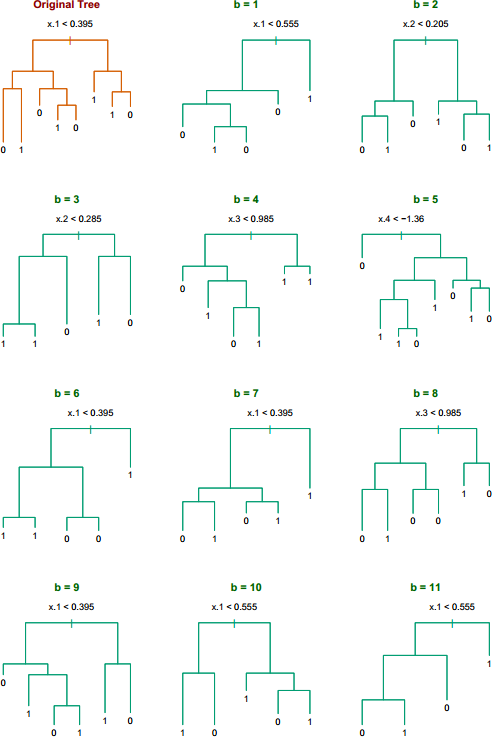 Original Tree b = 1 b = 2
x.1 < 0.395 x.1 < 0.555 x.2 < 0.205
0 1 0 1 0 1 1 0
0 1 0 0 1
0 1 0 1 0 1
b = 3 b = 4 b = 5
x.2 < 0.285 x.3 < 0.985 x.4 < −1.36
1 1 0 1 0
0 1 0 1 1 1
0 1 1 0 1 0 1 0
b = 6 b = 7 b = 8
x.1 < 0.395 x.1 < 0.395 x.3 < 0.985
1 1 0 0 1
0 1 0 1 1
0 1 0 0 1 0
b = 9 b = 10 b = 11
x.1 < 0.395 x.1 < 0.555 x.1 < 0.555
0 1 0 1 1 0
1 0 1 0 1
0 1 0 1